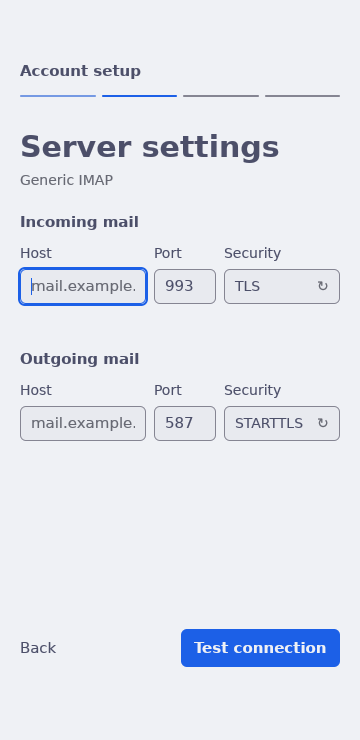 Account setup
Server settings
Generic IMAP
Incoming mail
Host Port Security
mail.example. 993 TLS ↻
Outgoing mail
Host Port Security
mail.example. 587 STARTTLS ↻
Back Test connection